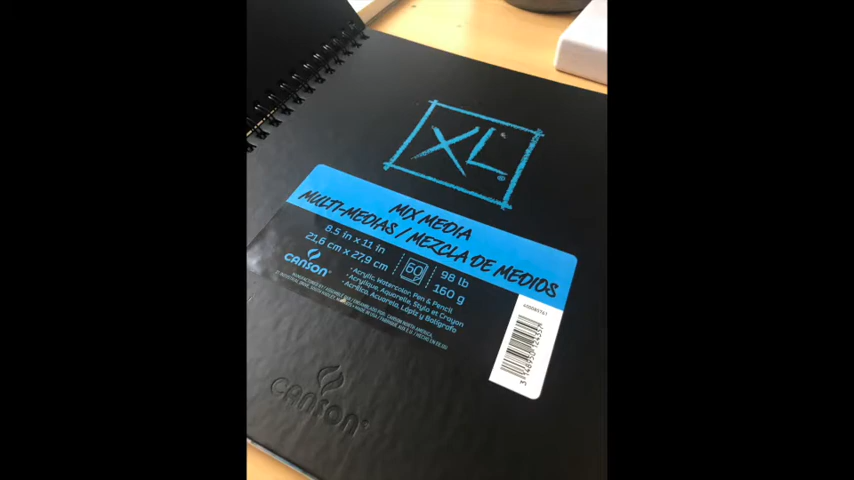 XL®
MIX MEDIA
MULTI-MEDIAS / MEZCLA DE MEDIOS
8.5 in x 11 in
21,6 cm x 27,9 cm
60
98 lb
160 g
CANSON®
• Acrylic, Watercolor, Pen & Pencil
• Acrylique, Aquarelle, Stylo et Crayon
• Acrílico, Acuarela, Lápiz y Bolígrafo
CANSON®